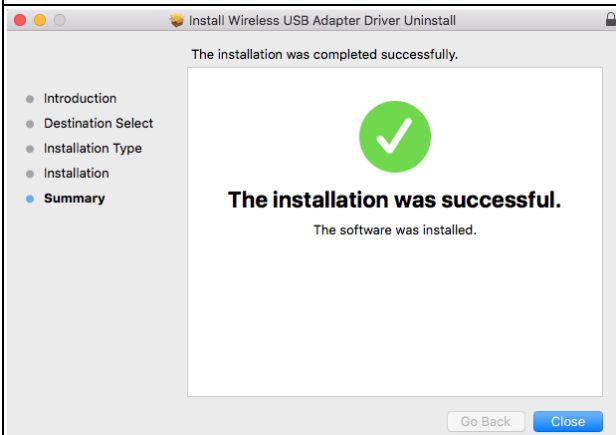 Install Wireless USB Adapter Driver Uninstall
The installation was completed successfully.
Introduction
Destination Select
Installation Type
Installation
Summary
The installation was successful.
The software was installed.
Go Back
Close